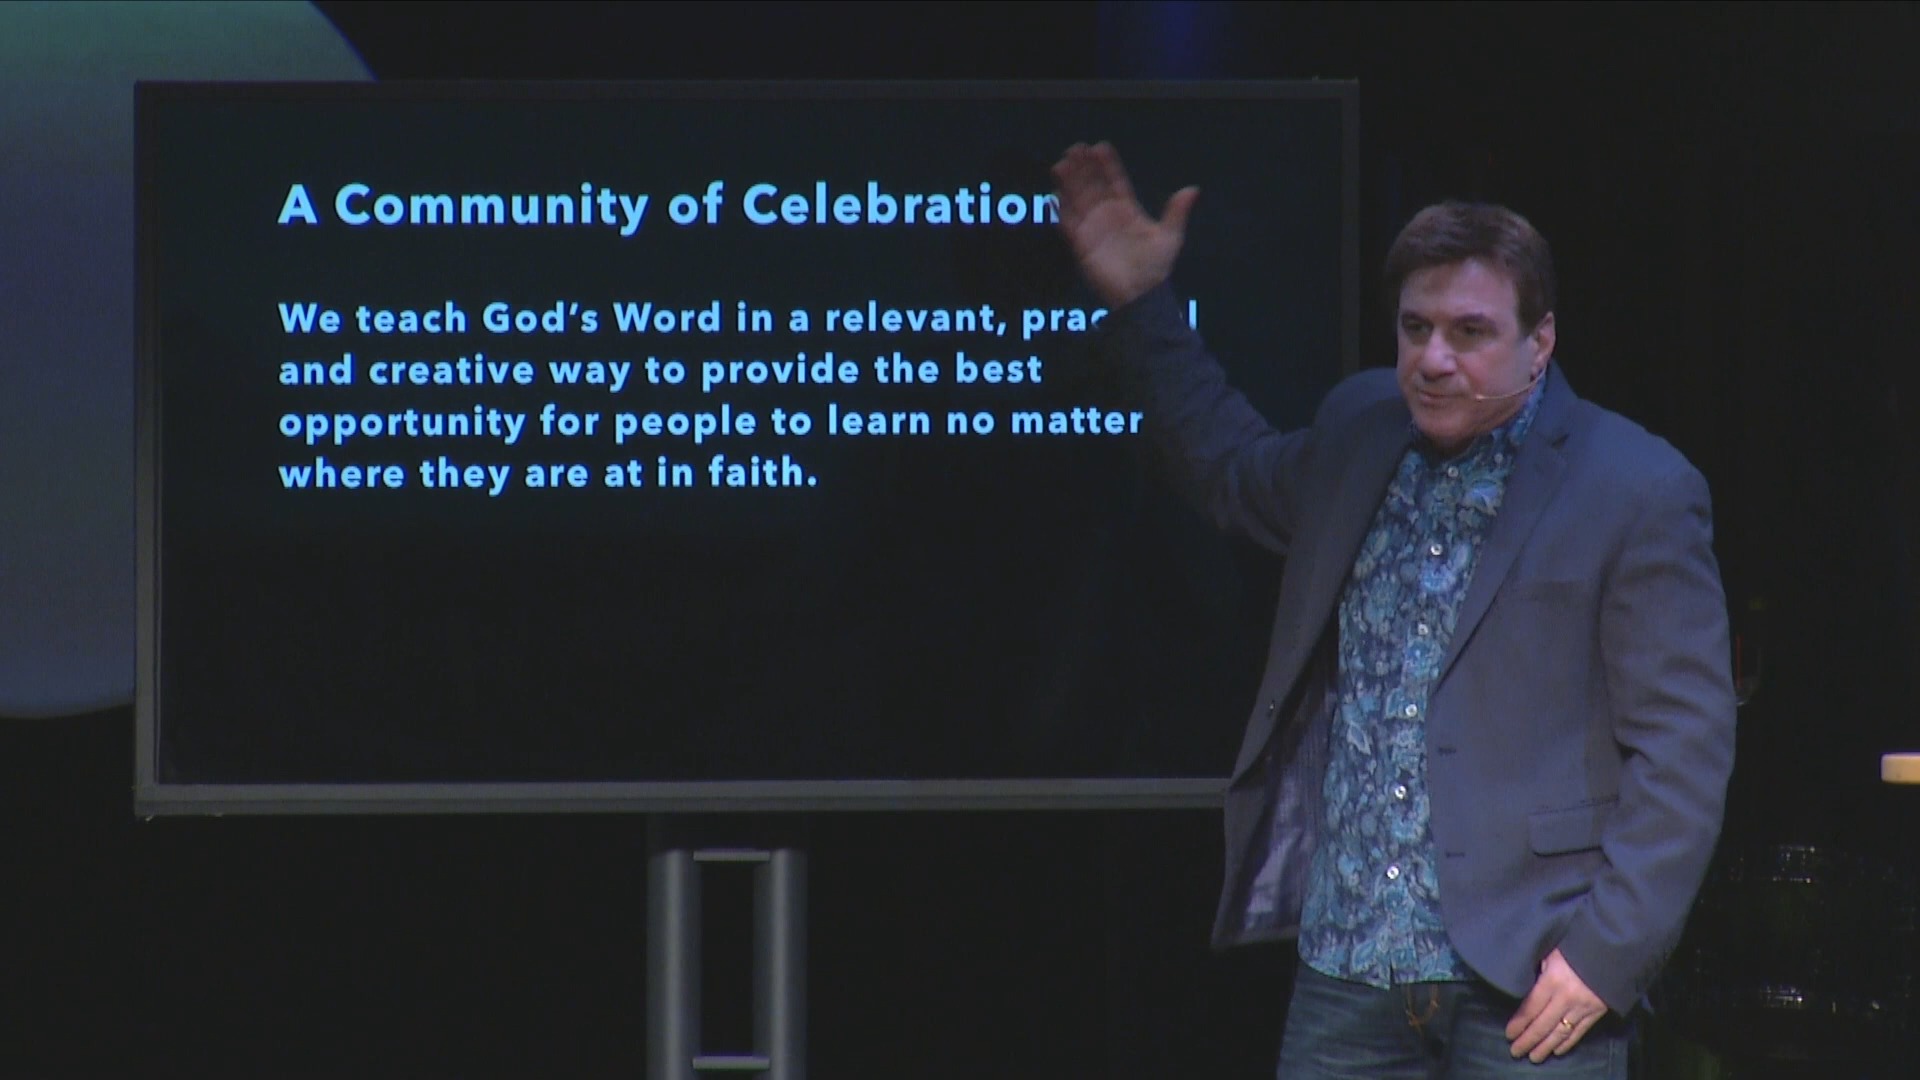 A Community of Celebration
We teach God's Word in a relevant,
and creative way to provide the best
opportunity for people to learn no matter
where they are at in faith.